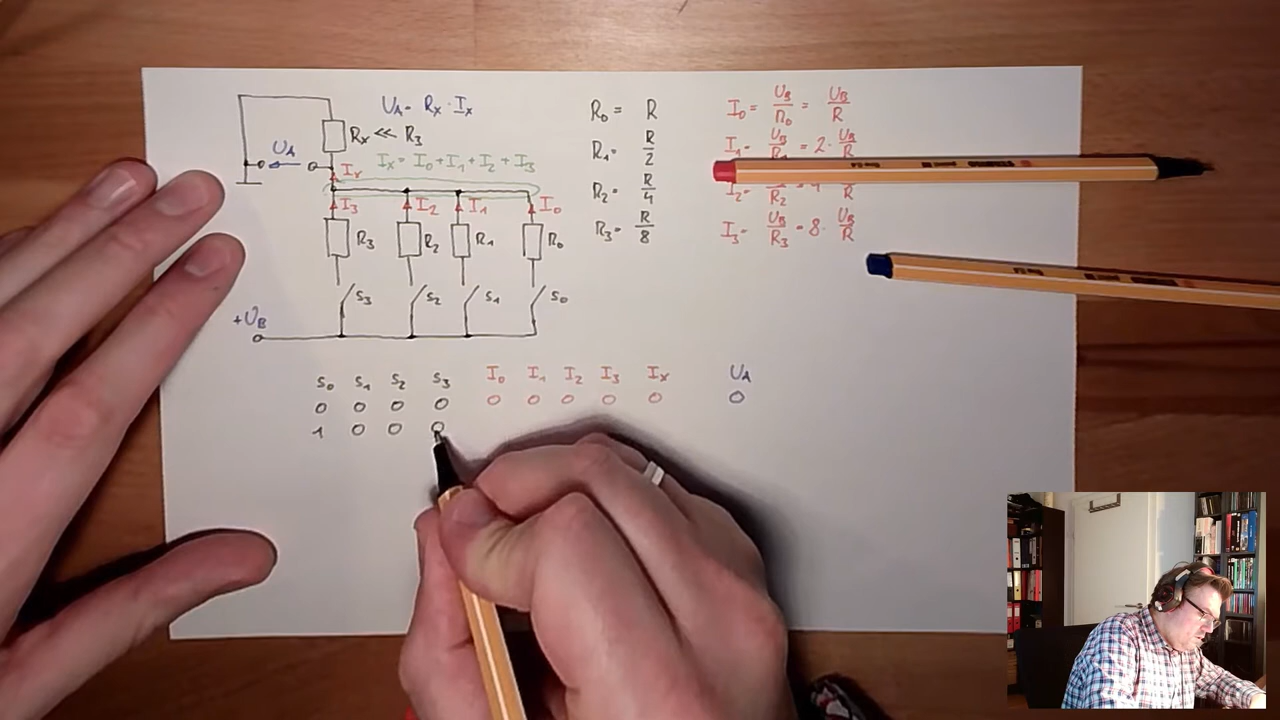 U_A = R_X · I_X
R_X << R_3
U_A
I_X
I_X = I_0 + I_1 + I_2 + I_3
I_3 I_2 I_1 I_0
R_3 R_2 R_1 R_0
S_3 S_2 S_1 S_0
+U_B
R_0 = R
R_1 = R/2
R_2 = R/4
R_3 = R/8
I_0 = U_B/R_0 = U_B/R
I_1 = U_B/R_1 = 2 · U_B/R
I_2 = /R_2 = 4 /R
I_3 = U_B/R_3 = 8 · U_B/R
S_0 S_1 S_2 S_3 I_0 I_1 I_2 I_3 I_X U_A
0 0 0 0 0 0 0 0 0 0
1 0 0 0